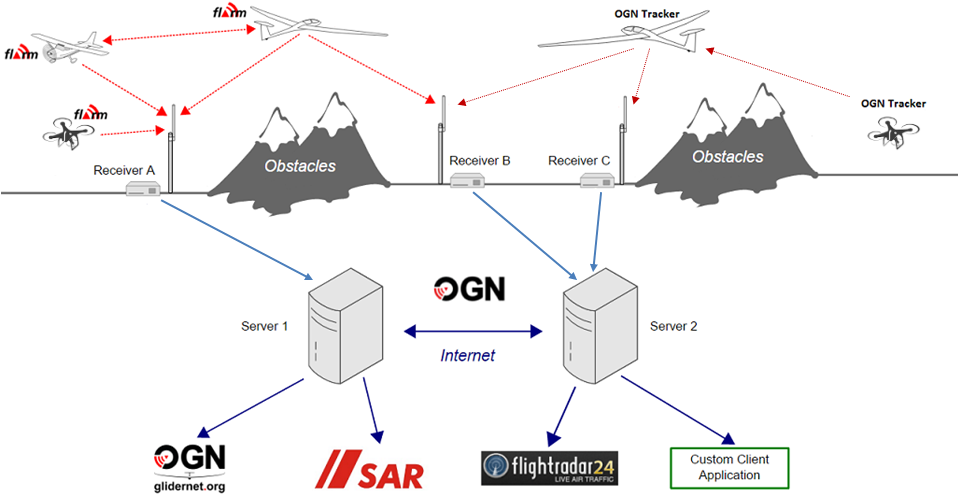 flarm
OGN Tracker
flarm
flarm
OGN Tracker
Receiver A
Obstacles
Receiver B
Receiver C
Obstacles
OGN
Server 1
Server 2
Internet
OGN
glidernet.org
SAR
flightradar24
LIVE AIR TRAFFIC
Custom Client
Application